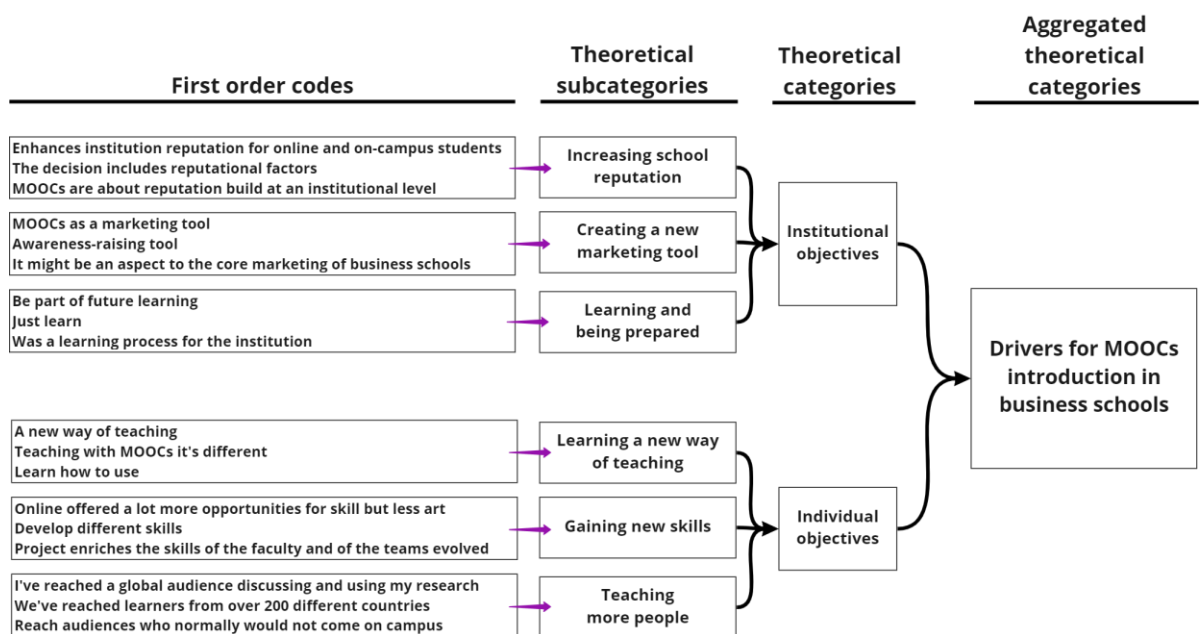 First order codes
Theoretical
subcategories
Theoretical
categories
Aggregated
theoretical
categories
Enhances institution reputation for online and on-campus students
The decision includes reputational factors
MOOCs are about reputation build at an institutional level
Increasing school
reputation
MOOCs as a marketing tool
Awareness-raising tool
It might be an aspect to the core marketing of business schools
Creating a new
marketing tool
Be part of future learning
Just learn
Was a learning process for the institution
Learning and
being prepared
Institutional
objectives
A new way of teaching
Teaching with MOOCs it's different
Learn how to use
Learning a new way
of teaching
Online offered a lot more opportunities for skill but less art
Develop different skills
Project enriches the skills of the faculty and of the teams evolved
Gaining new skills
I've reached a global audience discussing and using my research
We've reached learners from over 200 different countries
Reach audiences who normally would not come on campus
Teaching
more people
Individual
objectives
Drivers for MOOCs
introduction in
business schools